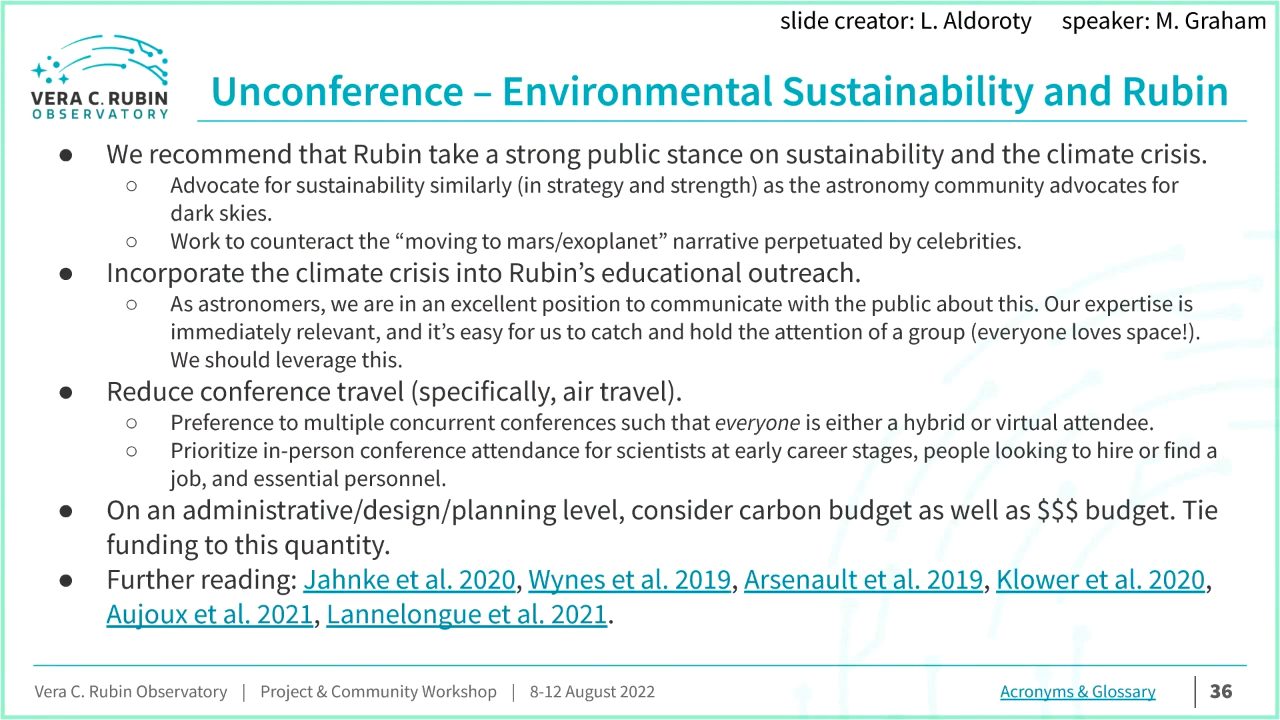 slide creator: L. Aldoroty speaker: M. Graham
VERA C. RUBIN
OBSERVATORY
Unconference – Environmental Sustainability and Rubin
● We recommend that Rubin take a strong public stance on sustainability and the climate crisis.
○ Advocate for sustainability similarly (in strategy and strength) as the astronomy community advocates for
dark skies.
○ Work to counteract the “moving to mars/exoplanet” narrative perpetuated by celebrities.
● Incorporate the climate crisis into Rubin’s educational outreach.
○ As astronomers, we are in an excellent position to communicate with the public about this. Our expertise is
immediately relevant, and it’s easy for us to catch and hold the attention of a group (everyone loves space!).
We should leverage this.
● Reduce conference travel (specifically, air travel).
○ Preference to multiple concurrent conferences such that everyone is either a hybrid or virtual attendee.
○ Prioritize in-person conference attendance for scientists at early career stages, people looking to hire or find a
job, and essential personnel.
● On an administrative/design/planning level, consider carbon budget as well as $$$ budget. Tie
funding to this quantity.
● Further reading: Jahnke et al. 2020, Wynes et al. 2019, Arsenault et al. 2019, Klower et al. 2020,
Aujoux et al. 2021, Lannelongue et al. 2021.
Vera C. Rubin Observatory | Project & Community Workshop | 8-12 August 2022 Acronyms & Glossary | 36